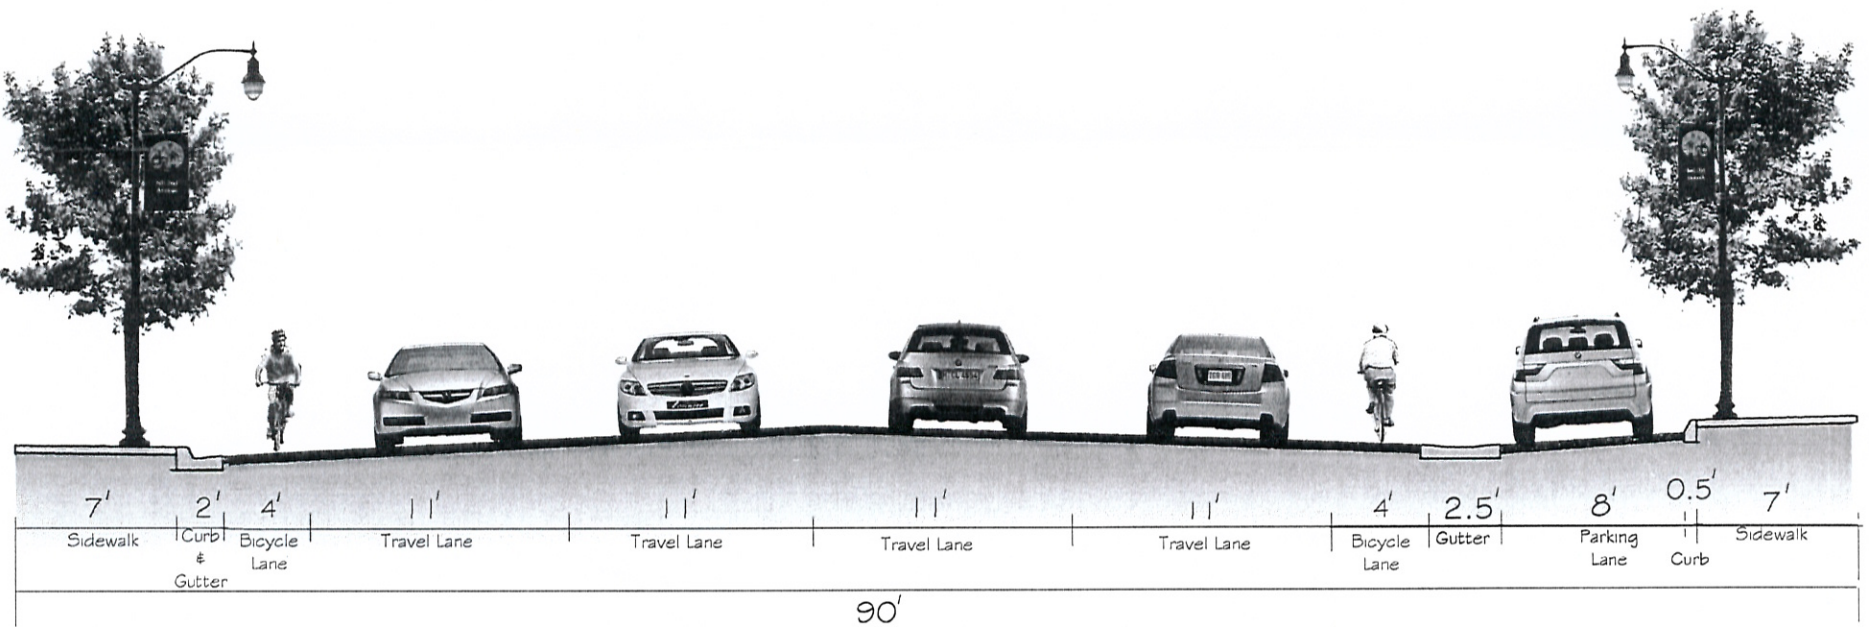 7' 2' 4' 11' 11' 11' 11' 4' 2.5' 8' 0.5' 7'
Sidewalk Curb & Gutter Bicycle Lane Travel Lane Travel Lane Travel Lane Travel Lane Bicycle Lane Gutter Parking Lane Curb Sidewalk
90'